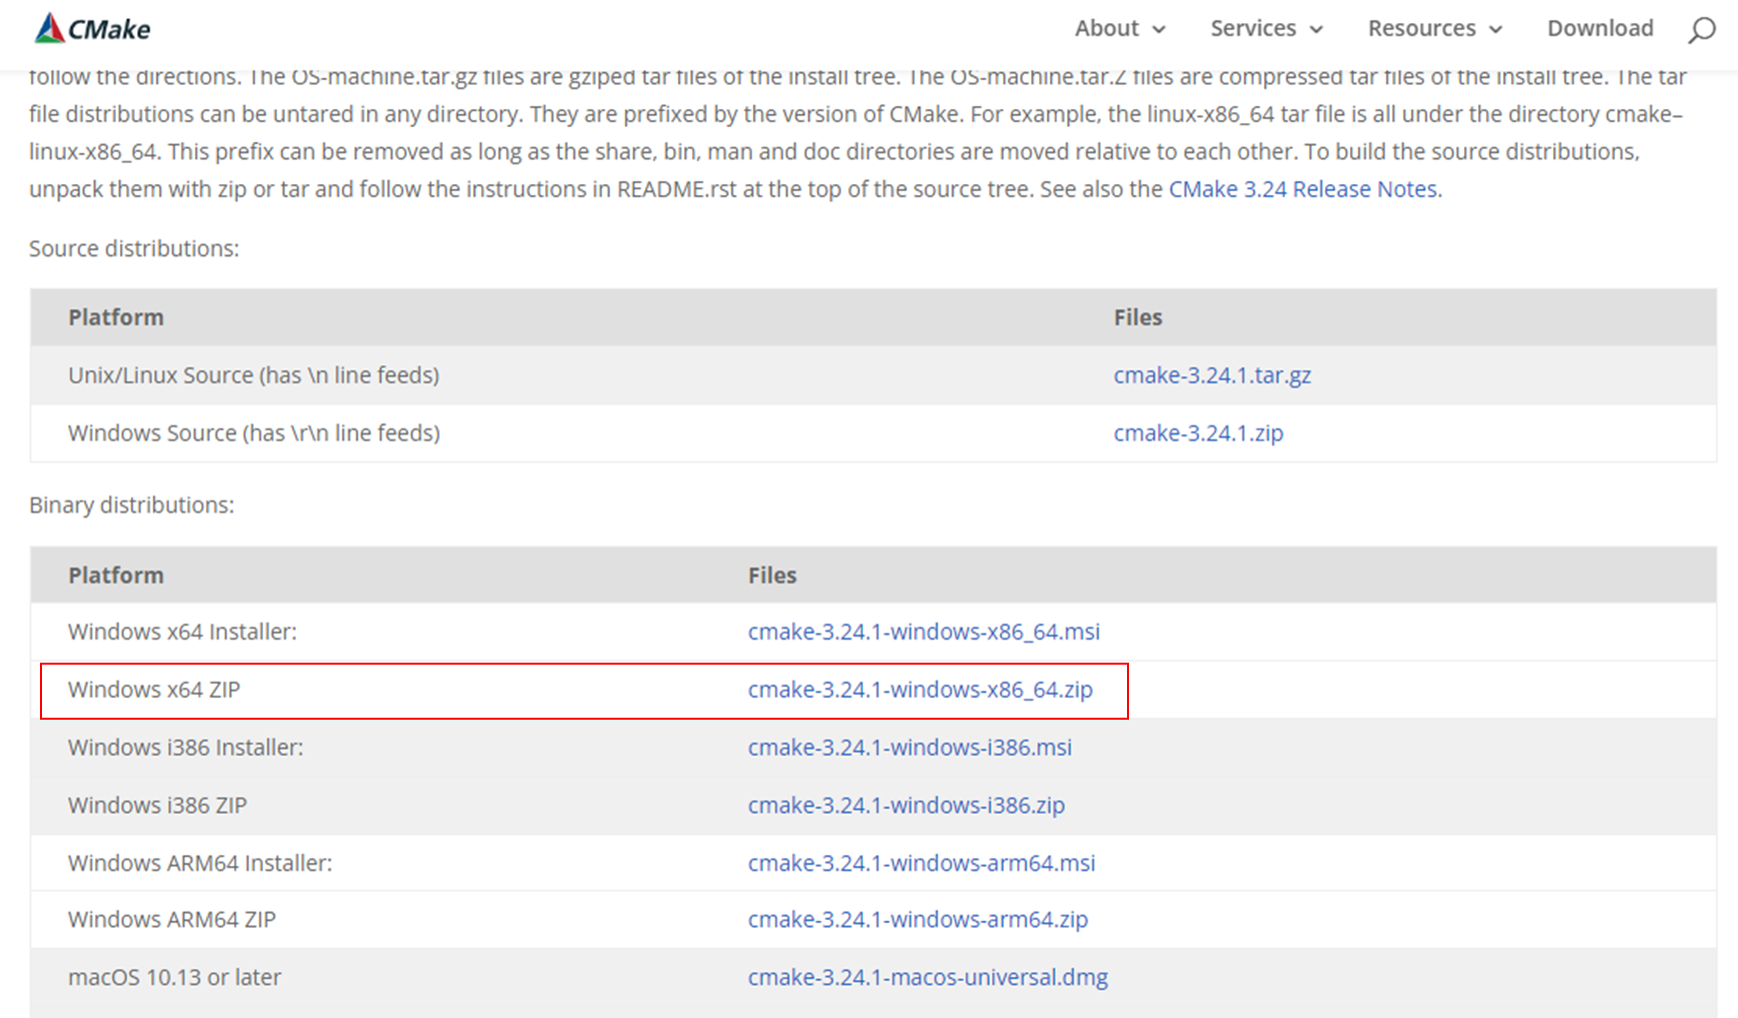 CMake
About Services Resources Download
follow the directions. The OS-machine.tar.gz files are gziped tar files of the install tree. The OS-machine.tar.Z files are compressed tar files of the install tree. The tar
file distributions can be untared in any directory. They are prefixed by the version of CMake. For example, the linux-x86_64 tar file is all under the directory cmake–
linux-x86_64. This prefix can be removed as long as the share, bin, man and doc directories are moved relative to each other. To build the source distributions,
unpack them with zip or tar and follow the instructions in README.rst at the top of the source tree. See also the CMake 3.24 Release Notes.
Source distributions:
Platform Files
Unix/Linux Source (has \n line feeds) cmake-3.24.1.tar.gz
Windows Source (has \r\n line feeds) cmake-3.24.1.zip
Binary distributions:
Platform Files
Windows x64 Installer: cmake-3.24.1-windows-x86_64.msi
Windows x64 ZIP cmake-3.24.1-windows-x86_64.zip
Windows i386 Installer: cmake-3.24.1-windows-i386.msi
Windows i386 ZIP cmake-3.24.1-windows-i386.zip
Windows ARM64 Installer: cmake-3.24.1-windows-arm64.msi
Windows ARM64 ZIP cmake-3.24.1-windows-arm64.zip
macOS 10.13 or later cmake-3.24.1-macos-universal.dmg